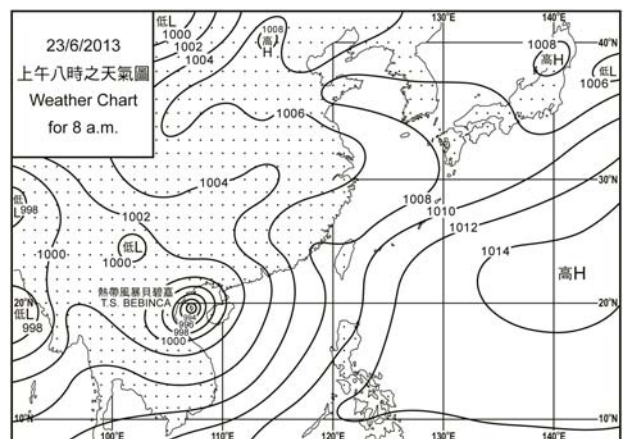 23/6/2013
上午八時之天氣圖
Weather Chart
for 8 a.m.
低L
1000
1002
1004
1008
高H
130°E
140°E
1008
40°N
高H
低L
1006
1006
1004
30°N
1008
1010
1012
1014
高H
低L
998
1002
1000
低L
1000
熱帶風暴貝碧嘉
T.S. BEBINCA
994
996
998
1000
20°N
低L
998
110°E
20°N
10°N
100°E
120°E
130°E
140°E
10°N